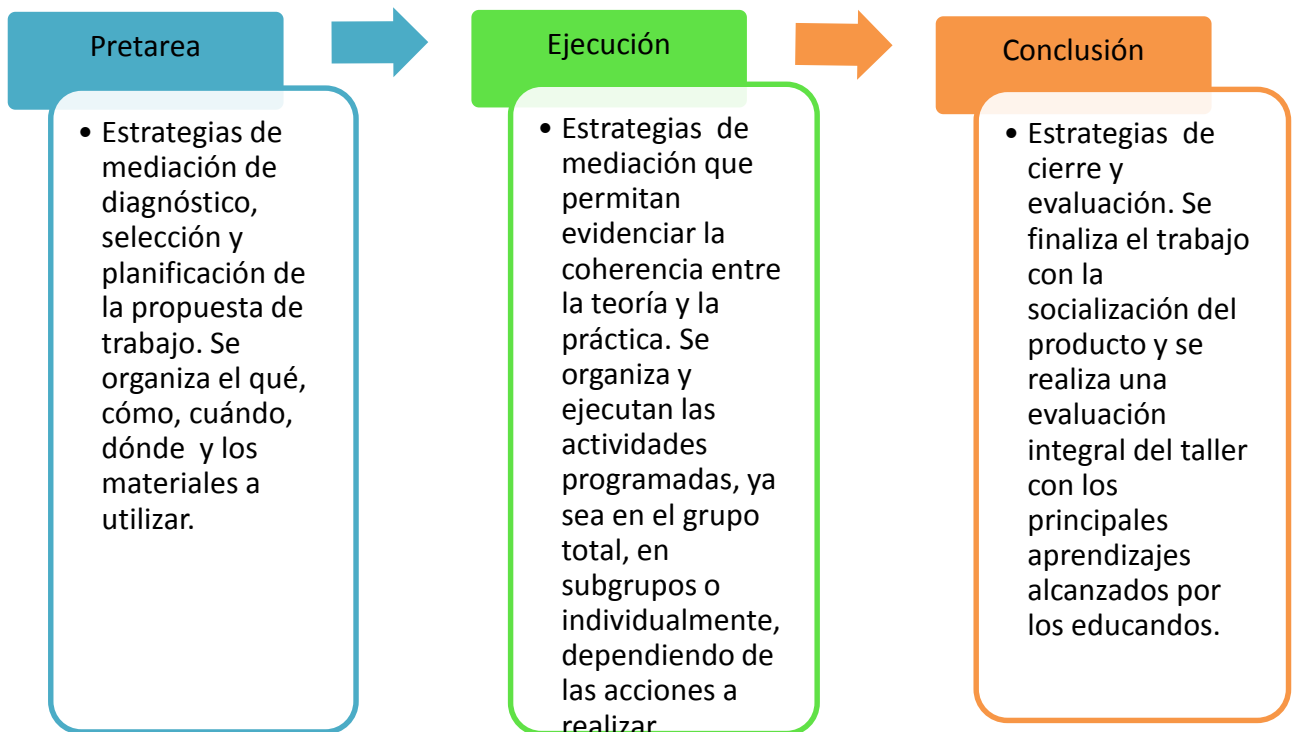 Pretarea
• Estrategias de
mediación de
diagnóstico,
selección y
planificación de
la propuesta de
trabajo. Se
organiza el qué,
cómo, cuándo,
dónde y los
materiales a
utilizar.
Ejecución
• Estrategias de
mediación que
permitan
evidenciar la
coherencia entre
la teoría y la
práctica. Se
organiza y
ejecutan las
actividades
programadas, ya
sea en el grupo
total, en
subgrupos o
individualmente,
dependiendo de
las acciones a
realizar
Conclusión
• Estrategias de
cierre y
evaluación. Se
finaliza el trabajo
con la
socialización del
producto y se
realiza una
evaluación
integral del taller
con los
principales
aprendizajes
alcanzados por
los educandos.